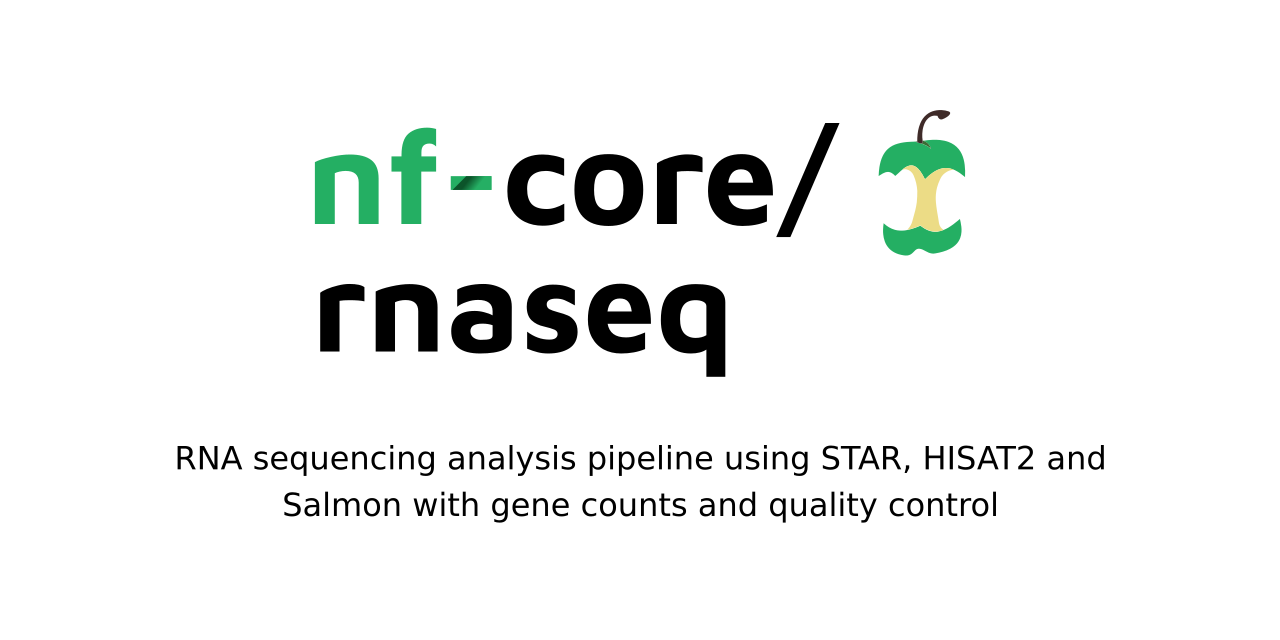 nf-core/
rnaseq
RNA sequencing analysis pipeline using STAR, HISAT2 and
Salmon with gene counts and quality control